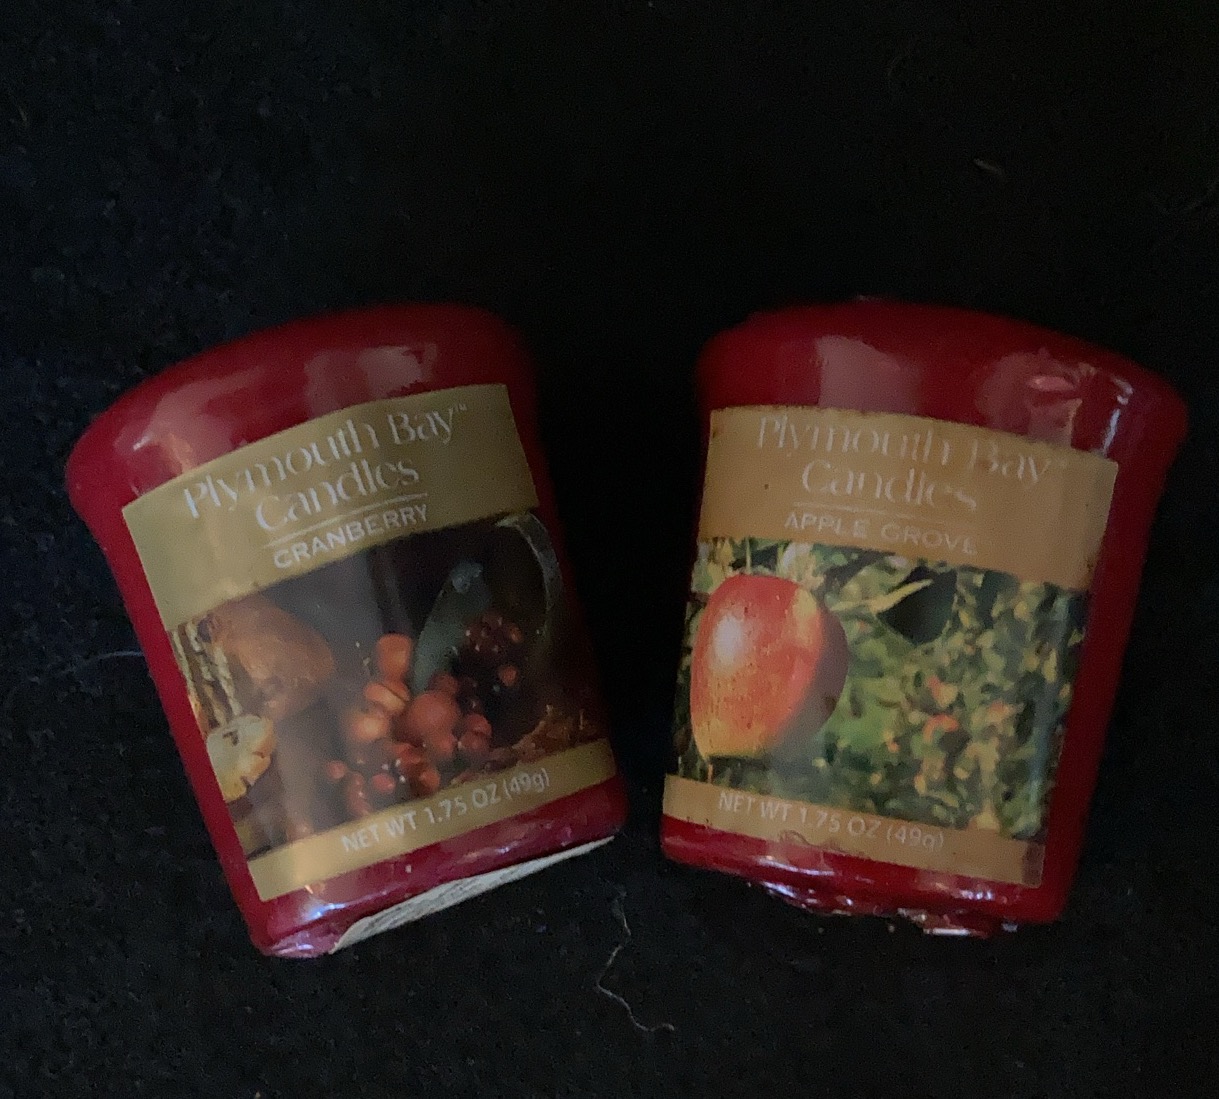 Plymouth Bay™
Candles
CRANBERRY
NET WT 1.75 OZ (49g)
Plymouth Bay™
Candles
APPLE GROVE
NET WT 1.75 OZ (49g)